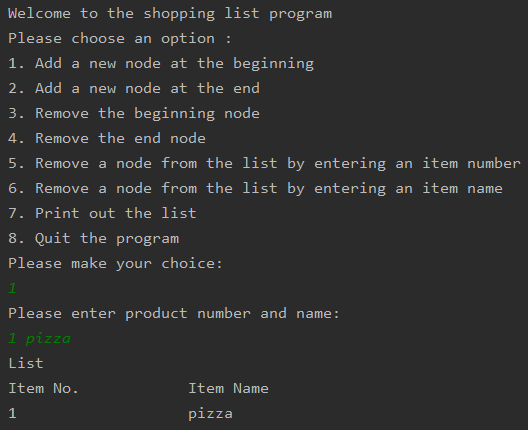 Welcome to the shopping list program
Please choose an option :
1. Add a new node at the beginning
2. Add a new node at the end
3. Remove the beginning node
4. Remove the end node
5. Remove a node from the list by entering an item number
6. Remove a node from the list by entering an item name
7. Print out the list
8. Quit the program
Please make your choice:
1
Please enter product number and name:
1 pizza
List
Item No. Item Name
1 pizza